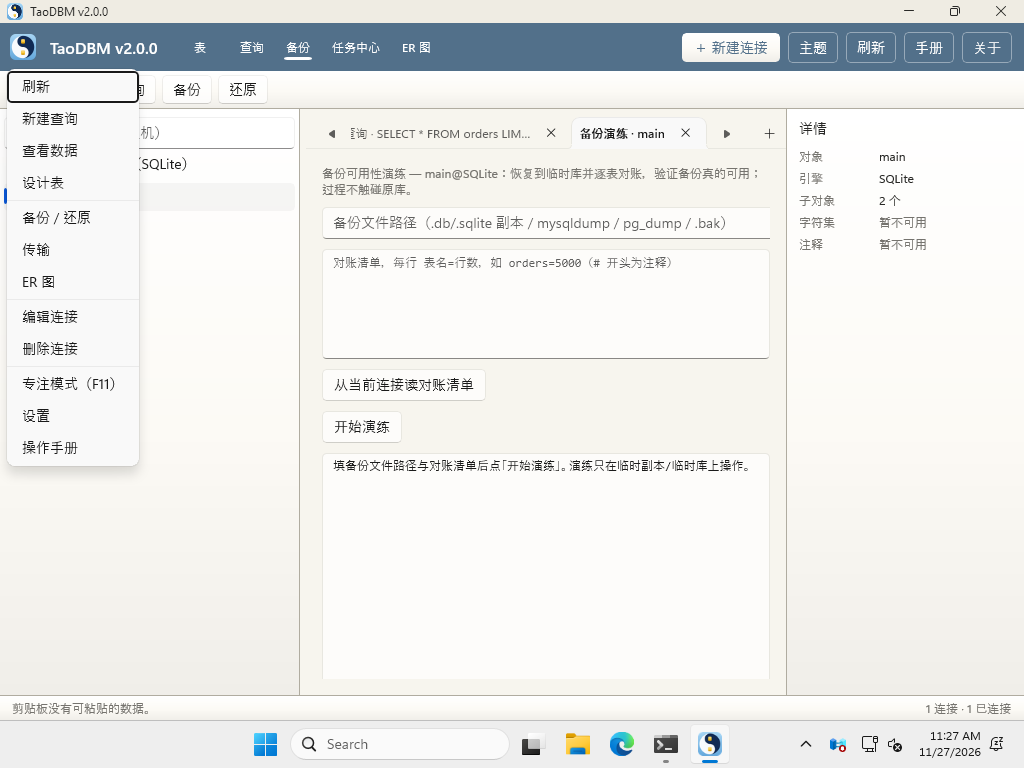 TaoDBM v2.0.0
TaoDBM v2.0.0
表
查询
备份
任务中心
ER 图
+ 新建连接
主题
刷新
手册
关于
备份
还原
刷新
新建查询
查看数据
设计表
备份 / 还原
传输
ER 图
编辑连接
删除连接
专注模式（F11）
设置
操作手册
机）
（SQLite）
查询 · SELECT * FROM orders LIM...
备份演练 · main
备份可用性演练 — main@SQLite：恢复到临时库并逐表对账，验证备份真的可用；
过程不触碰原库。
备份文件路径（.db/.sqlite 副本 / mysqldump / pg_dump / .bak）
对账清单，每行 表名=行数，如 orders=5000（# 开头为注释）
从当前连接读对账清单
开始演练
填备份文件路径与对账清单后点「开始演练」。演练只在临时副本/临时库上操作。
详情
对象 main
引擎 SQLite
子对象 2 个
字符集 暂不可用
注释 暂不可用
剪贴板没有可粘贴的数据。
1 连接 · 1 已连接
Search
11:27 AM
11/27/2026